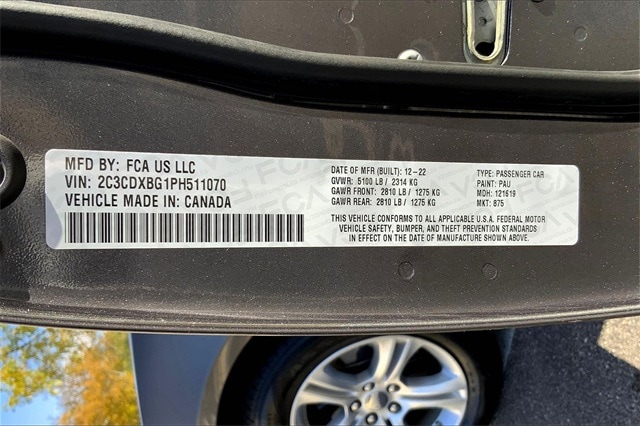 MFD BY: FCA US LLC
VIN: 2C3CDXBG1PH511070
VEHICLE MADE IN: CANADA
DATE OF MFR (BUILT): 12-22
GVWR: 5100 LB / 2314 KG
GAWR FRONT: 2810 LB / 1275 KG
GAWR REAR: 2810 LB / 1275 KG
TYPE: PASSENGER CAR
PAINT: PAU
MDH: 121619
MKT: 875
THIS VEHICLE CONFORMS TO ALL APPLICABLE U.S.A. FEDERAL MOTOR
VEHICLE SAFETY, BUMPER, AND THEFT PREVENTION STANDARDS
IN EFFECT ON THE DATE OF MANUFACTURE SHOWN ABOVE.